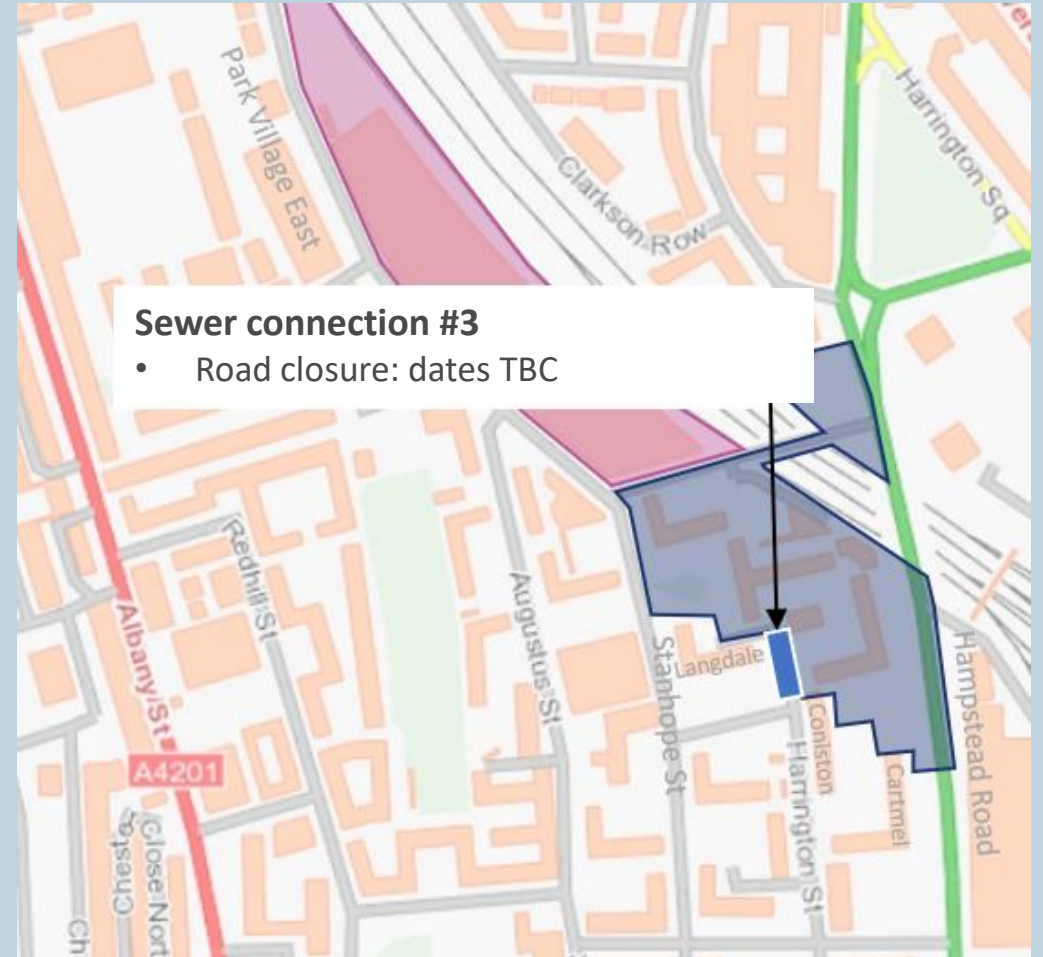 Park Village East
Clarkson Row
Harrington Sq
Sewer connection #3
• Road closure: dates TBC
Redhill St
Albany St
Augustus St
Stanhope St
Langdale
Coniston
Harrington St
Cartmel
Hampstead Road
A4201
Close Nort
Ch